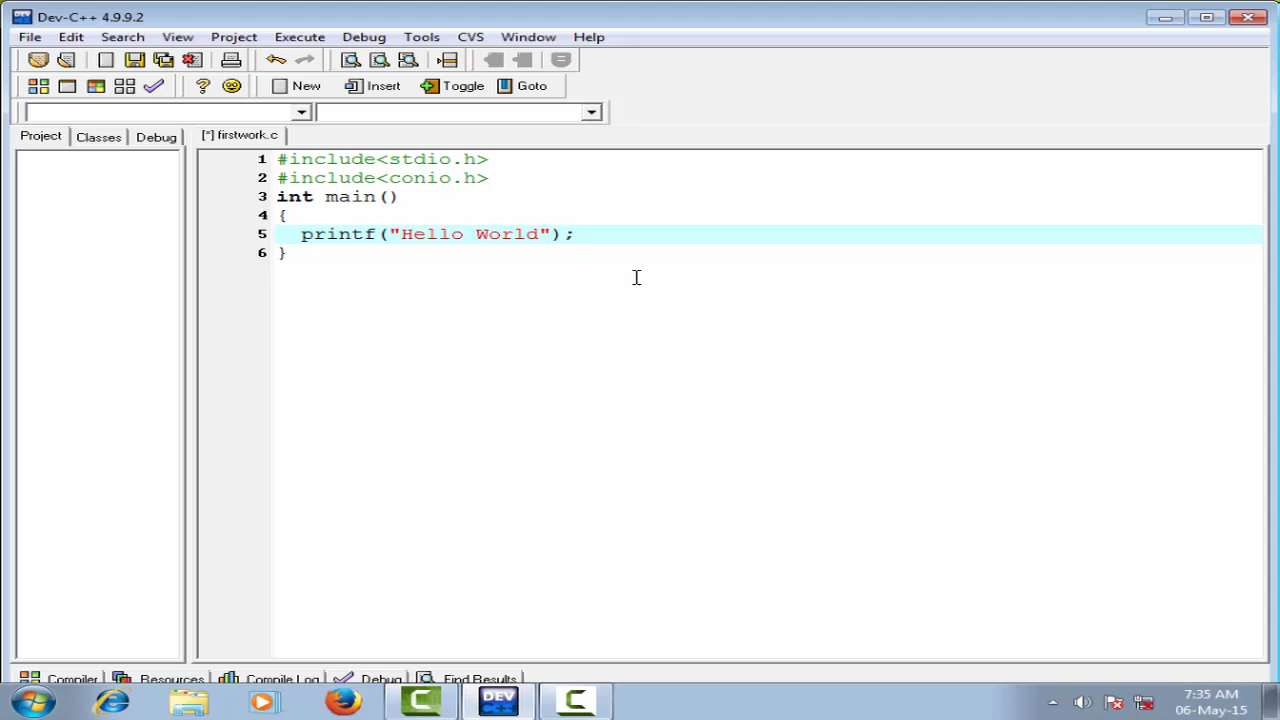 Dev-C++ 4.9.9.2
File Edit Search View Project Execute Debug Tools CVS Window Help
New Insert Toggle Goto
Project Classes Debug [*] firstwork.c
1 #include<stdio.h>
2 #include<conio.h>
3 int main()
4 {
5 printf("Hello World");
6 }
Compiler Resources Compile Log Debug Find Results
DEV C++
7:35 AM
06-May-15